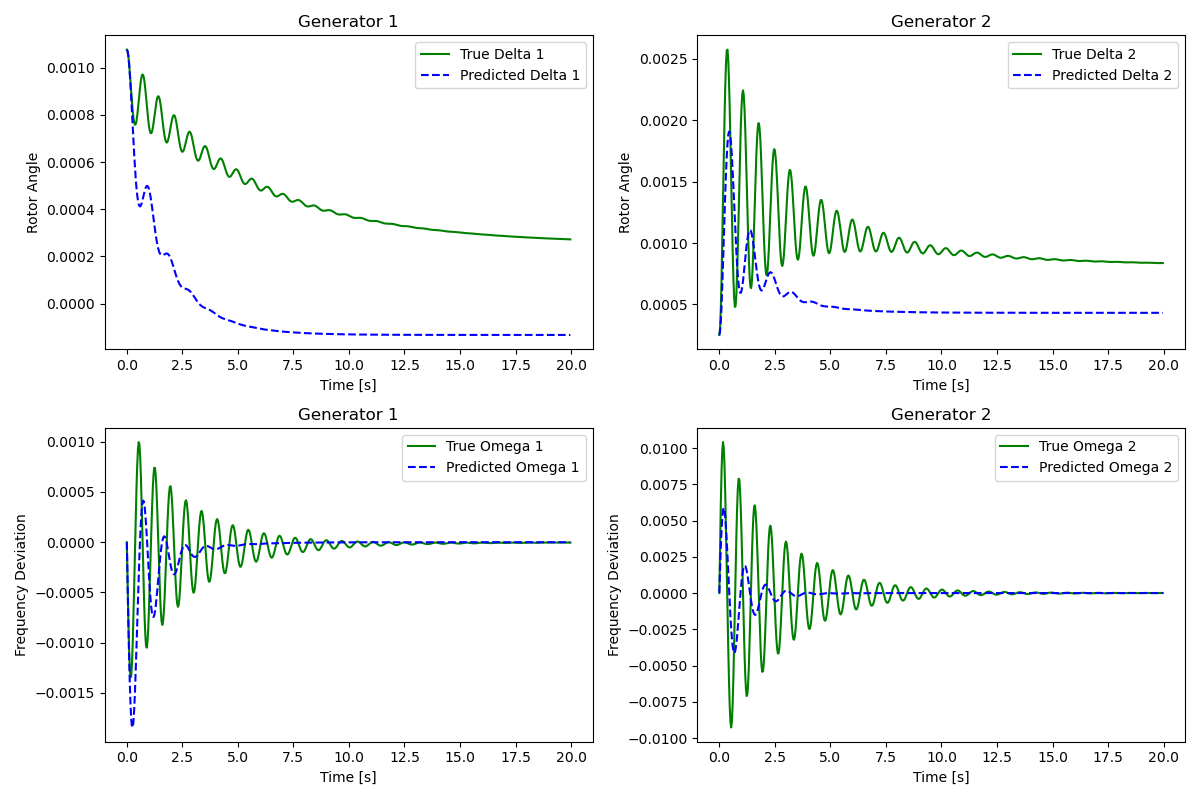 Generator 1
True Delta 1
Predicted Delta 1
Rotor Angle
0.0010
0.0008
0.0006
0.0004
0.0002
0.0000
0.0 2.5 5.0 7.5 10.0 12.5 15.0 17.5 20.0
Time [s]
Generator 2
True Delta 2
Predicted Delta 2
Rotor Angle
0.0025
0.0020
0.0015
0.0010
0.0005
0.0 2.5 5.0 7.5 10.0 12.5 15.0 17.5 20.0
Time [s]
Generator 1
True Omega 1
Predicted Omega 1
Frequency Deviation
0.0010
0.0005
0.0000
−0.0005
−0.0010
−0.0015
0.0 2.5 5.0 7.5 10.0 12.5 15.0 17.5 20.0
Time [s]
Generator 2
True Omega 2
Predicted Omega 2
Frequency Deviation
0.0100
0.0075
0.0050
0.0025
0.0000
−0.0025
−0.0050
−0.0075
−0.0100
0.0 2.5 5.0 7.5 10.0 12.5 15.0 17.5 20.0
Time [s]